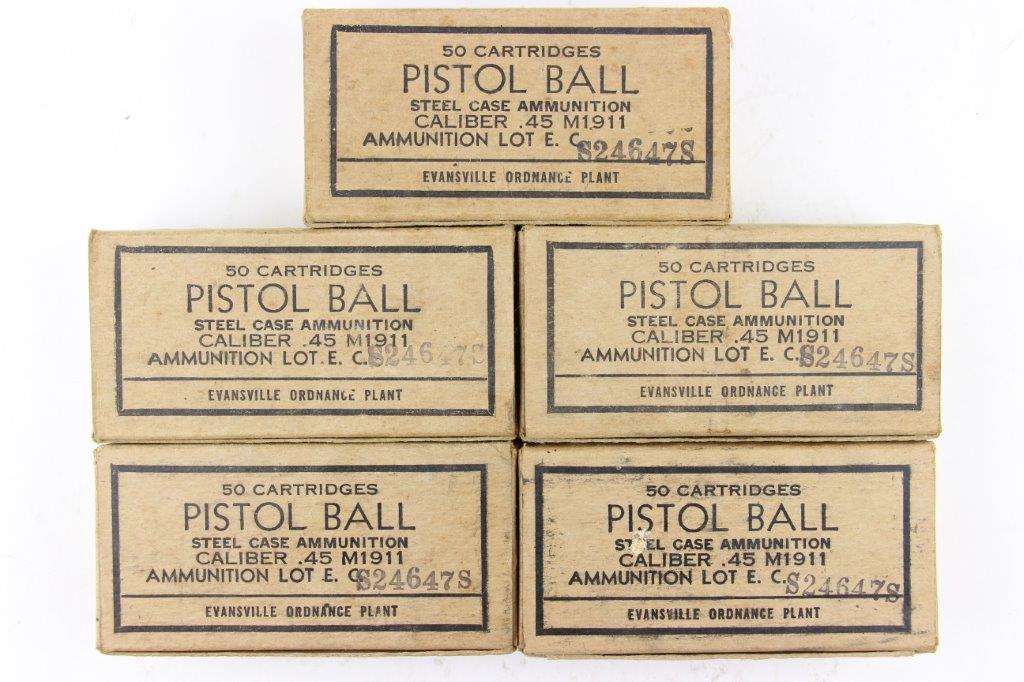 50 CARTRIDGES
PISTOL BALL
STEEL CASE AMMUNITION
CALIBER .45 M1911
AMMUNITION LOT E. C. S24647S
EVANSVILLE ORDNANCE PLANT
50 CARTRIDGES
PISTOL BALL
STEEL CASE AMMUNITION
CALIBER .45 M1911
AMMUNITION LOT E. C. S24647S
EVANSVILLE ORDNANCE PLANT
50 CARTRIDGES
PISTOL BALL
STEEL CASE AMMUNITION
CALIBER .45 M1911
AMMUNITION LOT E. C. S24647S
EVANSVILLE ORDNANCE PLANT
50 CARTRIDGES
PISTOL BALL
STEEL CASE AMMUNITION
CALIBER .45 M1911
AMMUNITION LOT E. C. S24647S
EVANSVILLE ORDNANCE PLANT
50 CARTRIDGES
PISTOL BALL
STEEL CASE AMMUNITION
CALIBER .45 M1911
AMMUNITION LOT E. C. S24647S
EVANSVILLE ORDNANCE PLANT